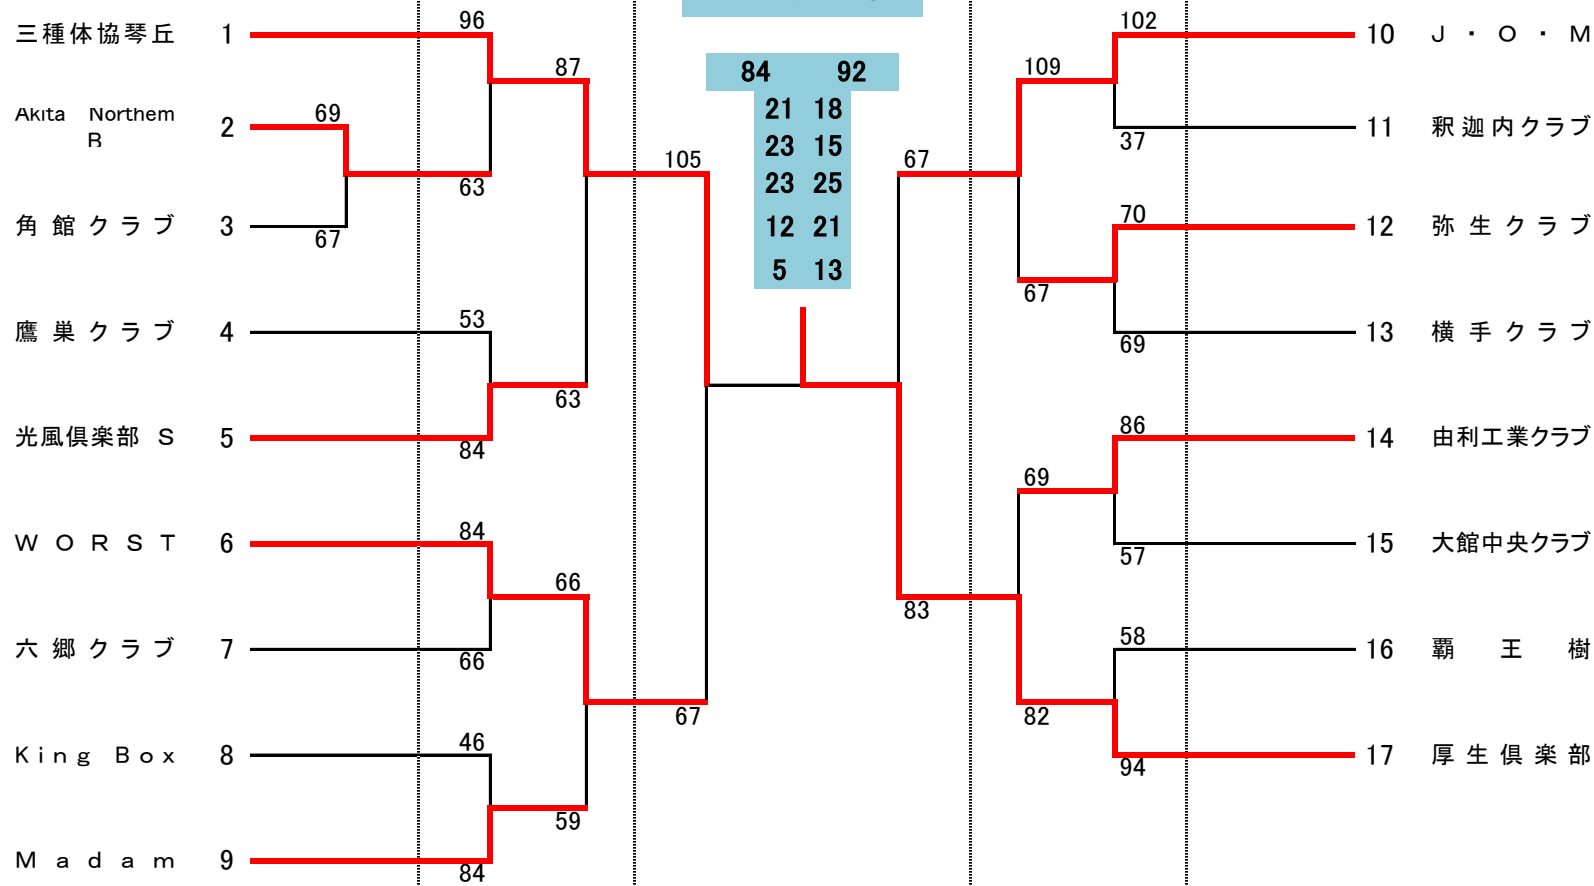 三種体協琴丘 1 96 102 10 J ・ O ・ M
87 109
84 92
Akita Northern 2 69 21 18 37 11 釈迦内クラブ
B
63 105 23 15 67
23 25
角館クラブ 3 67 12 21 70 12 弥生クラブ
5 13 67
鷹巣クラブ 4 53 69 13 横手クラブ
63
光風倶楽部 S 5 84 86 14 由利工業クラブ
69
WORST 6 84 57 15 大館中央クラブ
66 83
六郷クラブ 7 66 58 16 覇王樹
67 82
King Box 8 46 94 17 厚生倶楽部
59
Madam 9 84